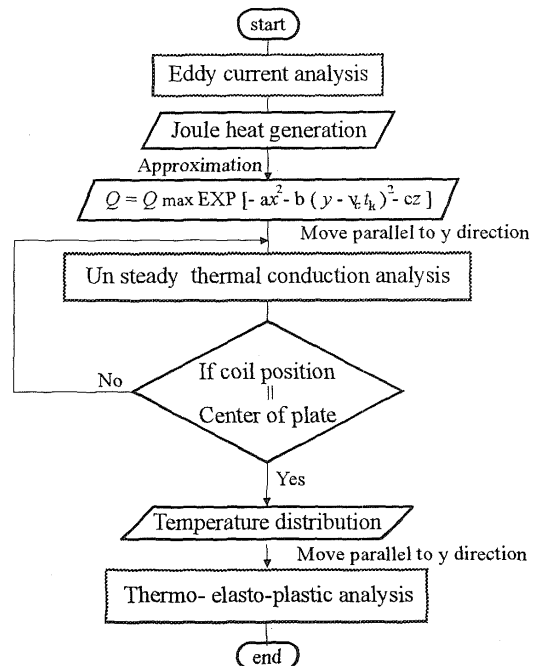 start
Eddy current analysis
Joule heat generation
Approximation
Q = Q max EXP [- ax² - b ( y - v_c t_k )² - cz ]
Move parallel to y direction
Un steady thermal conduction analysis
If coil position
=
Center of plate
No
Yes
Temperature distribution
Move parallel to y direction
Thermo- elasto-plastic analysis
end